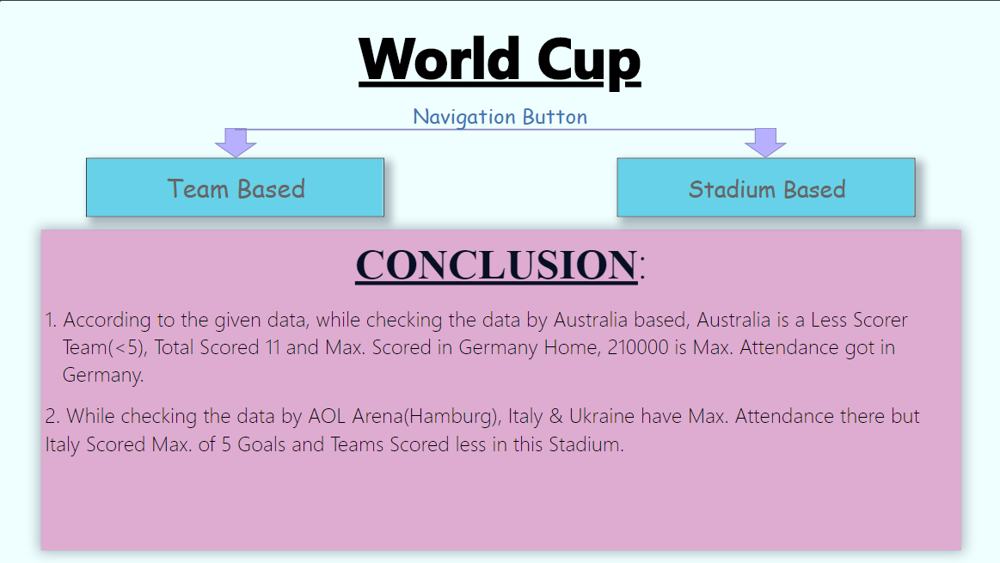 World Cup
Navigation Button
Team Based
Stadium Based
CONCLUSION:
1. According to the given data, while checking the data by Australia based, Australia is a Less Scorer
Team(<5), Total Scored 11 and Max. Scored in Germany Home, 210000 is Max. Attendance got in
Germany.
2. While checking the data by AOL Arena(Hamburg), Italy & Ukraine have Max. Attendance there but
Italy Scored Max. of 5 Goals and Teams Scored less in this Stadium.